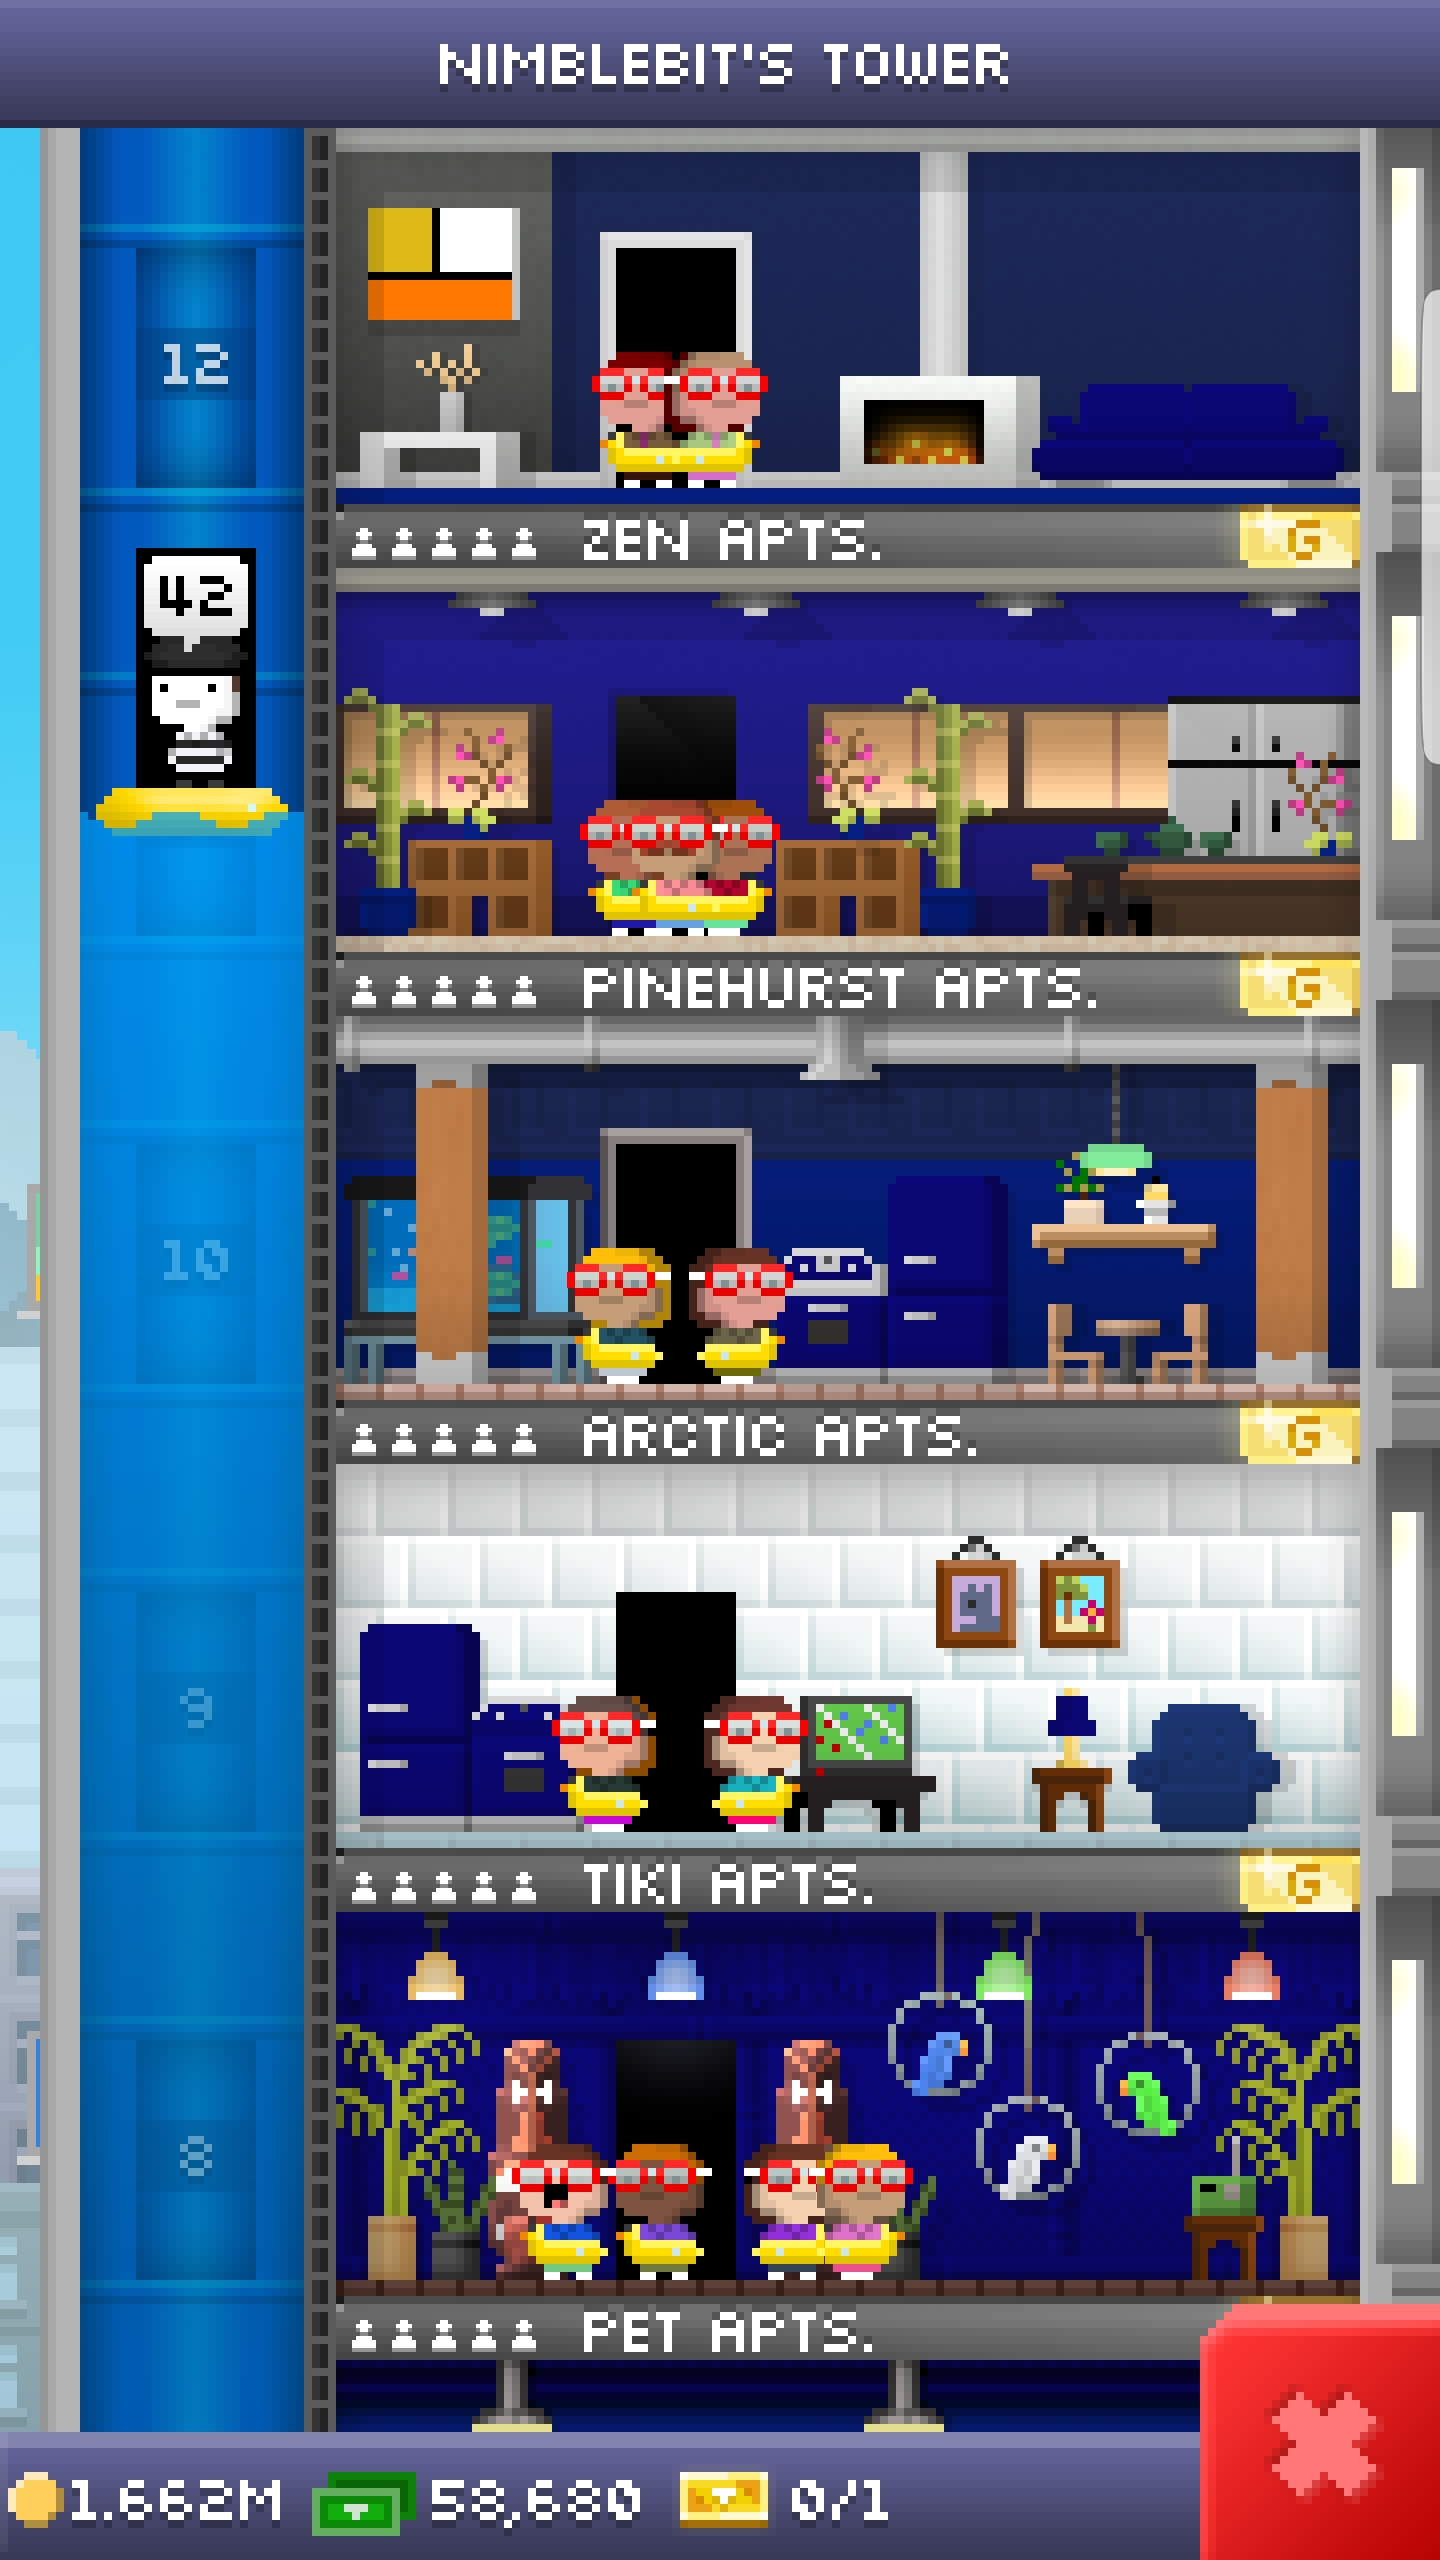 NIMBLEBIT'S TOWER
12
42
ZEN APTS. G
PINEHURST APTS. G
10
ARCTIC APTS. G
9
TIKI APTS. G
8
PET APTS.
1.662M 58,680 0/1